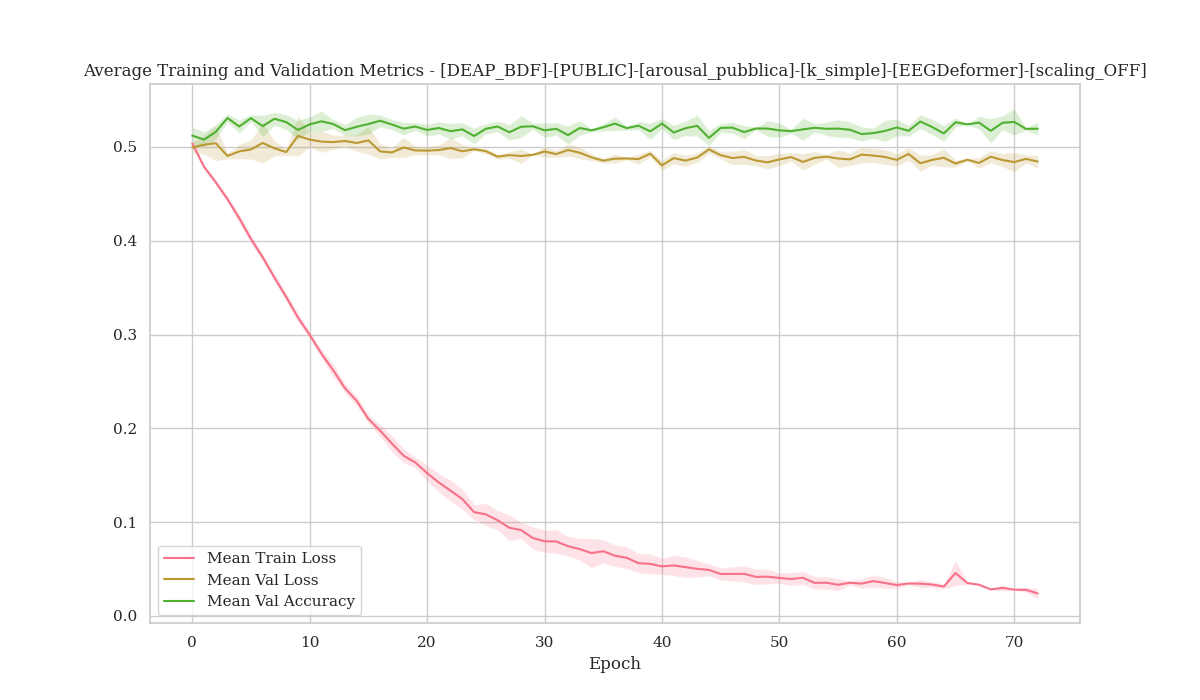 Average Training and Validation Metrics - [DEAP_BDF]-[PUBLIC]-[arousal_pubblica]-[k_simple]-[EEGDeformer]-[scaling_OFF]
0.5
0.4
0.3
0.2
0.1
0.0
Mean Train Loss
Mean Val Loss
Mean Val Accuracy
0 10 20 30 40 50 60 70
Epoch